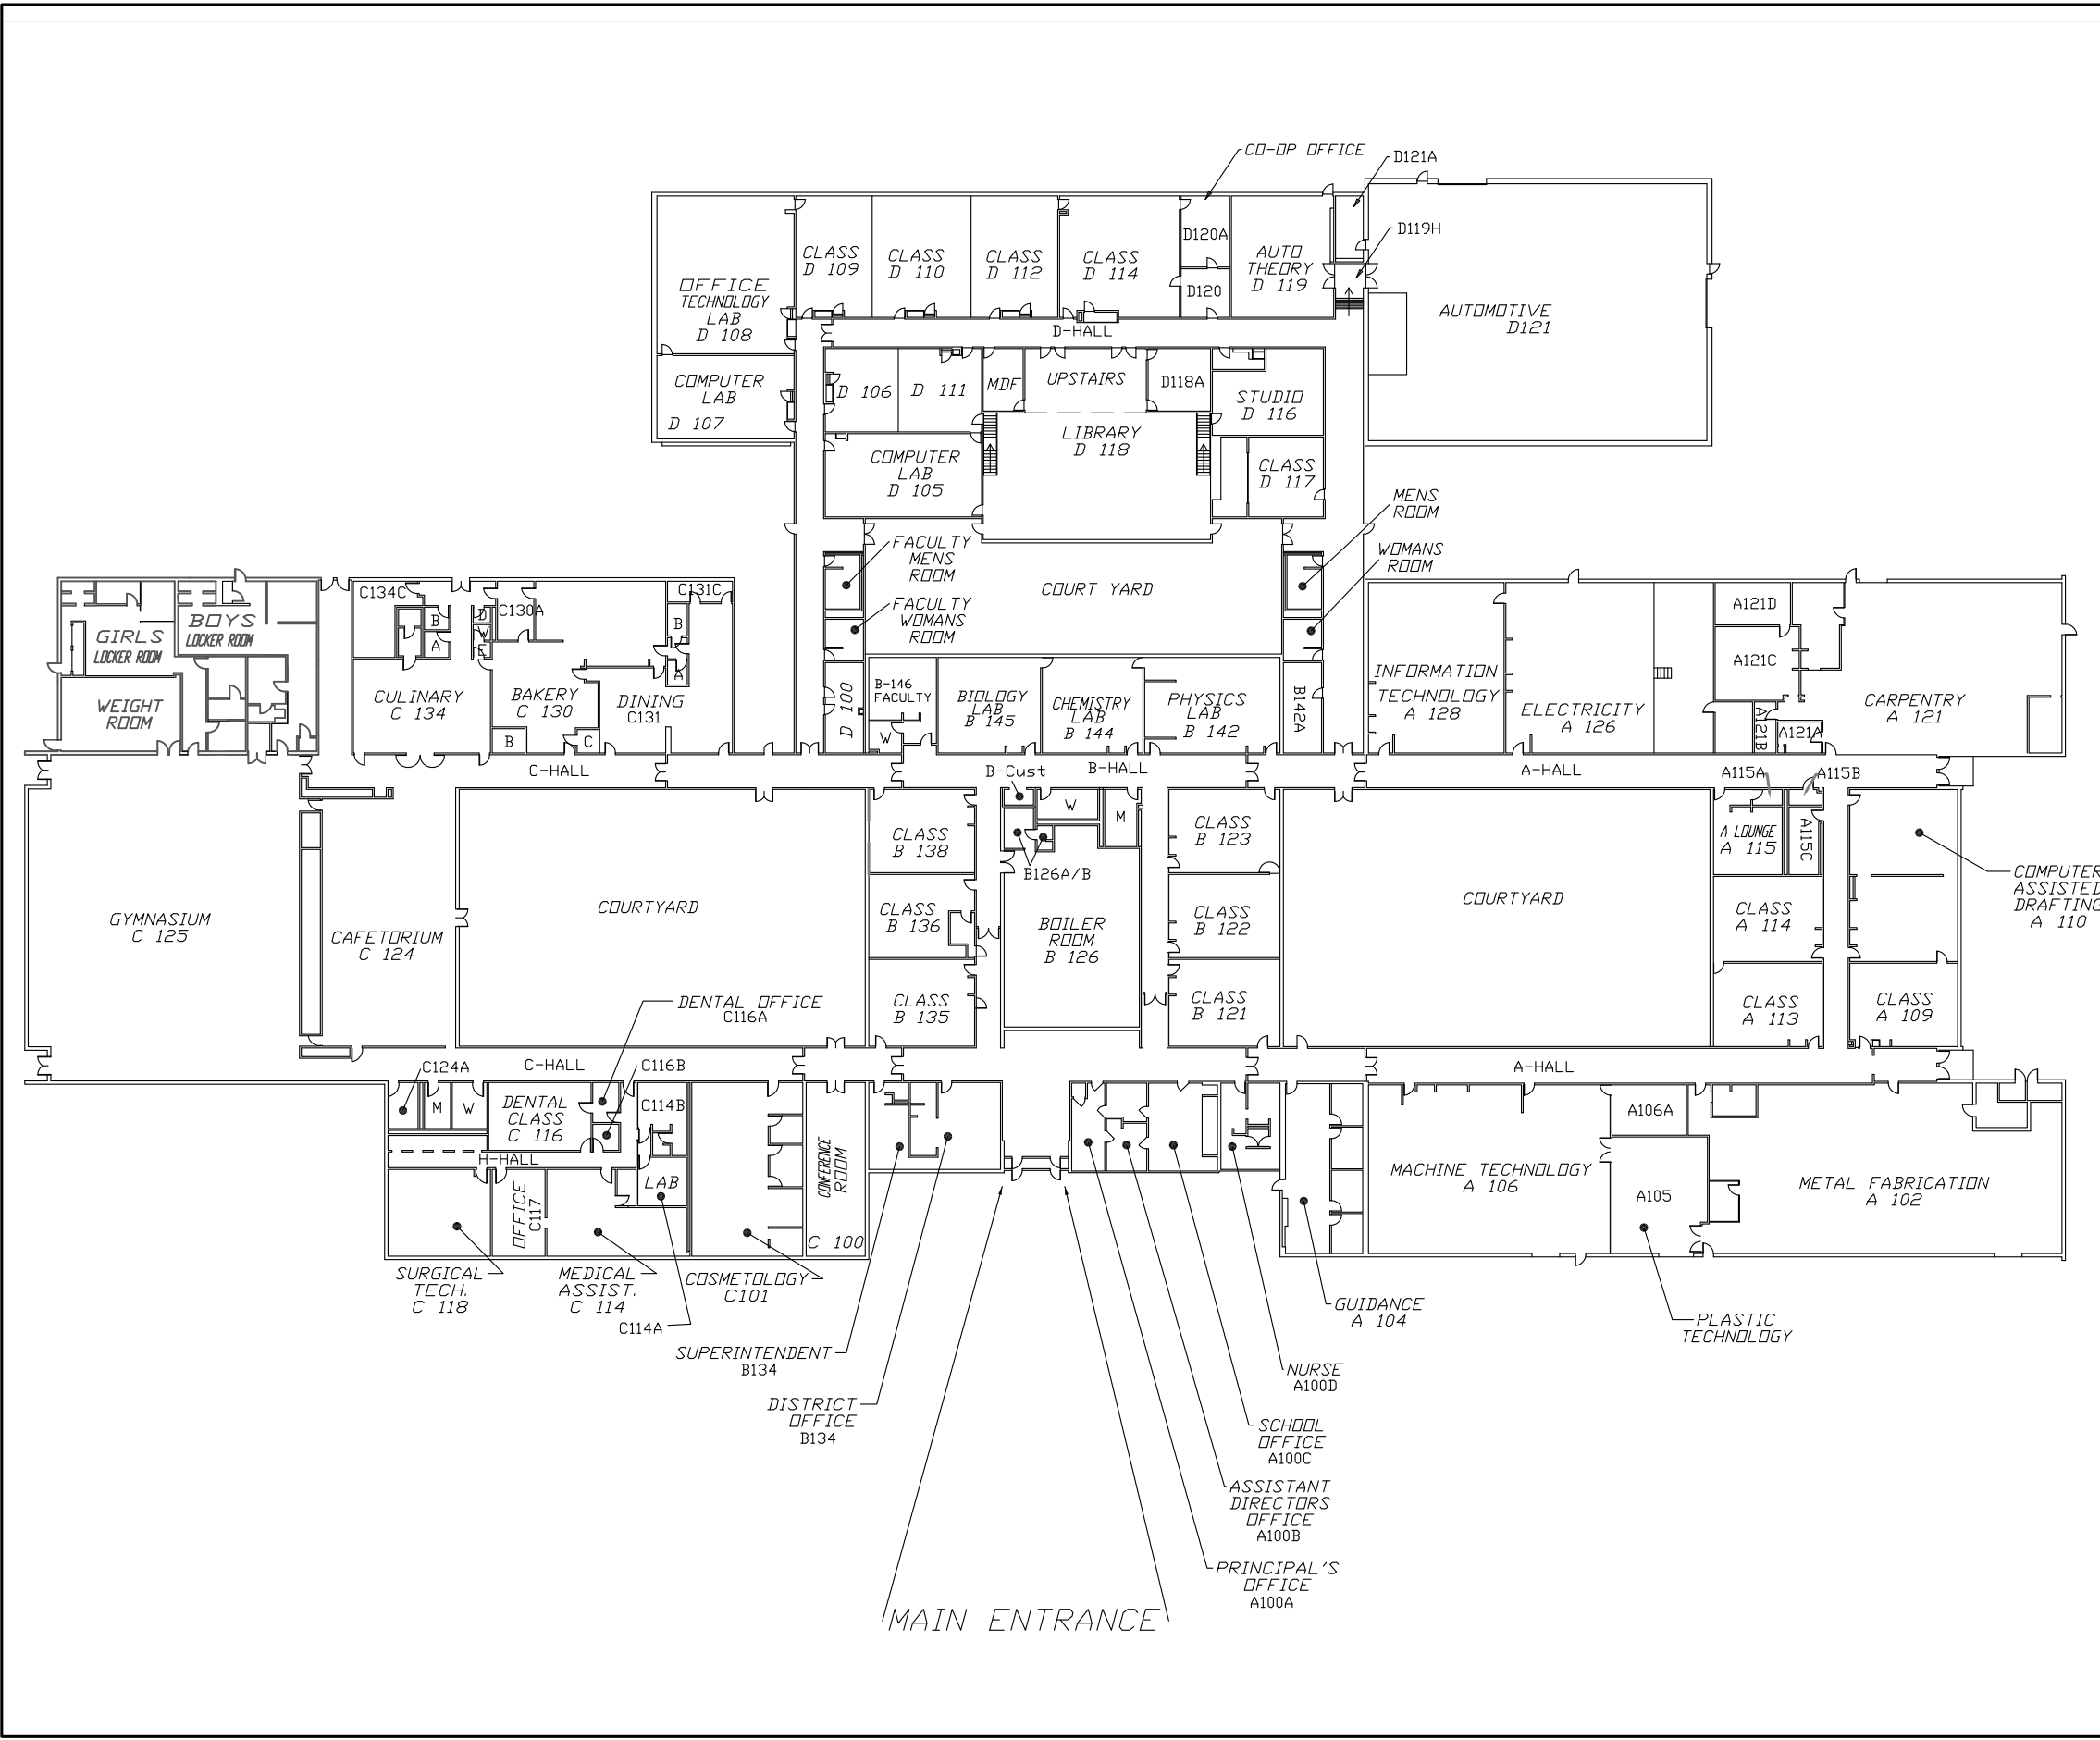 CO-OP OFFICE
D121A
D119H
OFFICE
TECHNOLOGY
LAB
D 108
CLASS
D 109
CLASS
D 110
CLASS
D 112
CLASS
D 114
D120A
D120
AUTO
THEORY
D 119
AUTOMOTIVE
D121
D-HALL
COMPUTER
LAB
D 107
D 106
D 111
MDF
UPSTAIRS
D118A
STUDIO
D 116
LIBRARY
D 118
COMPUTER
LAB
D 105
CLASS
D 117
MENS
ROOM
WOMANS
ROOM
FACULTY
MENS
ROOM
FACULTY
WOMANS
ROOM
COURT YARD
GIRLS
LOCKER ROOM
BOYS
LOCKER ROOM
WEIGHT
ROOM
C134C
B
A
D
W
E
C130A
C131C
B
A
CULINARY
C 134
BAKERY
C 130
B
C
DINING
C131
D 100
B-146
FACULTY
W
BIOLOGY
LAB
B 145
CHEMISTRY
LAB
B 144
PHYSICS
LAB
B 142
B142A
INFORMATION
TECHNOLOGY
A 128
ELECTRICITY
A 126
A121D
A121C
A121B
A121A
CARPENTRY
A 121
C-HALL
B-Cust
B-HALL
A-HALL
A115A
A115B
W
M
GYMNASIUM
C 125
CAFETORIUM
C 124
COURTYARD
CLASS
B 138
CLASS
B 136
CLASS
B 135
B126A/B
BOILER
ROOM
B 126
CLASS
B 123
CLASS
B 122
CLASS
B 121
COURTYARD
A LOUNGE
A 115
A115C
CLASS
A 114
CLASS
A 113
COMPUTER
ASSISTED
DRAFTING
A 110
CLASS
A 109
DENTAL OFFICE
C116A
C124A
C-HALL
C116B
A-HALL
M
W
DENTAL
CLASS
C 116
C114B
H-HALL
LAB
OFFICE
C117
CONFERENCE
ROOM
C 100
MACHINE TECHNOLOGY
A 106
A106A
A105
METAL FABRICATION
A 102
SURGICAL
TECH.
C 118
MEDICAL
ASSIST.
C 114
COSMETOLOGY
C101
C114A
SUPERINTENDENT
B134
DISTRICT
OFFICE
B134
GUIDANCE
A 104
PLASTIC
TECHNOLOGY
NURSE
A100D
SCHOOL
OFFICE
A100C
ASSISTANT
DIRECTORS
OFFICE
A100B
PRINCIPAL'S
OFFICE
A100A
MAIN ENTRANCE